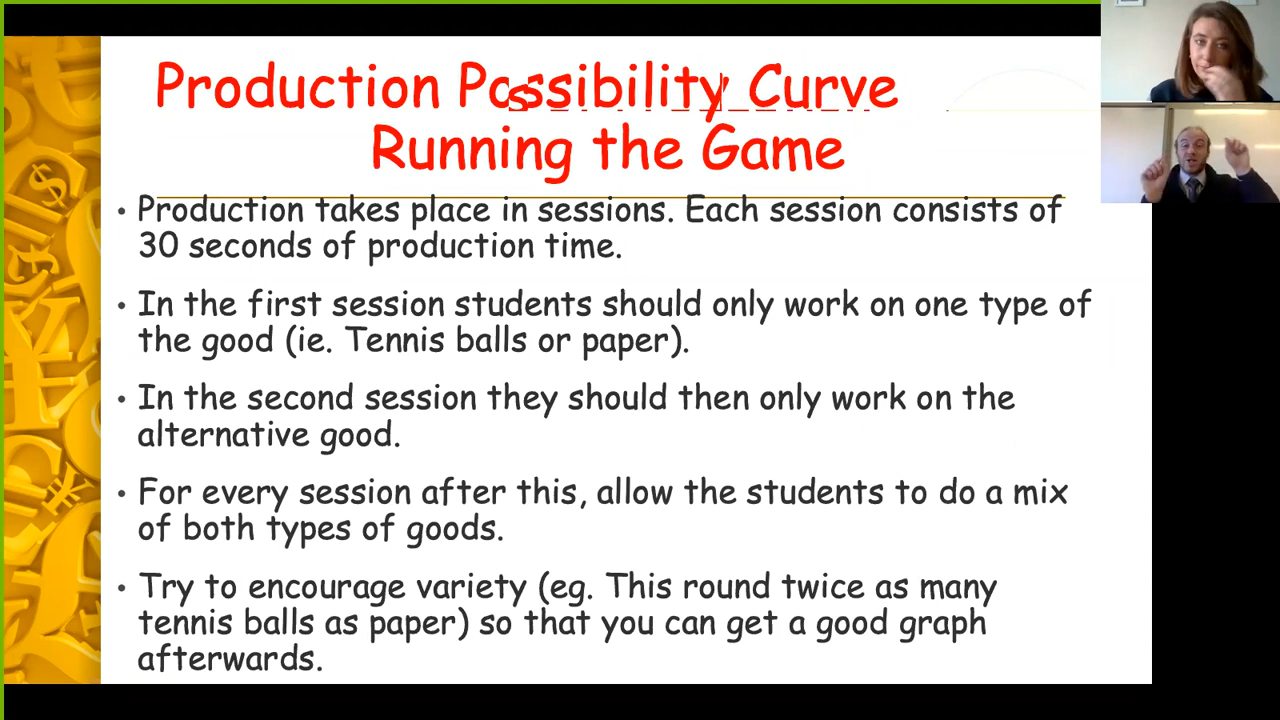 Production Possibility Curve
Running the Game
• Production takes place in sessions. Each session consists of
30 seconds of production time.
• In the first session students should only work on one type of
the good (ie. Tennis balls or paper).
• In the second session they should then only work on the
alternative good.
• For every session after this, allow the students to do a mix
of both types of goods.
• Try to encourage variety (eg. This round twice as many
tennis balls as paper) so that you can get a good graph
afterwards.